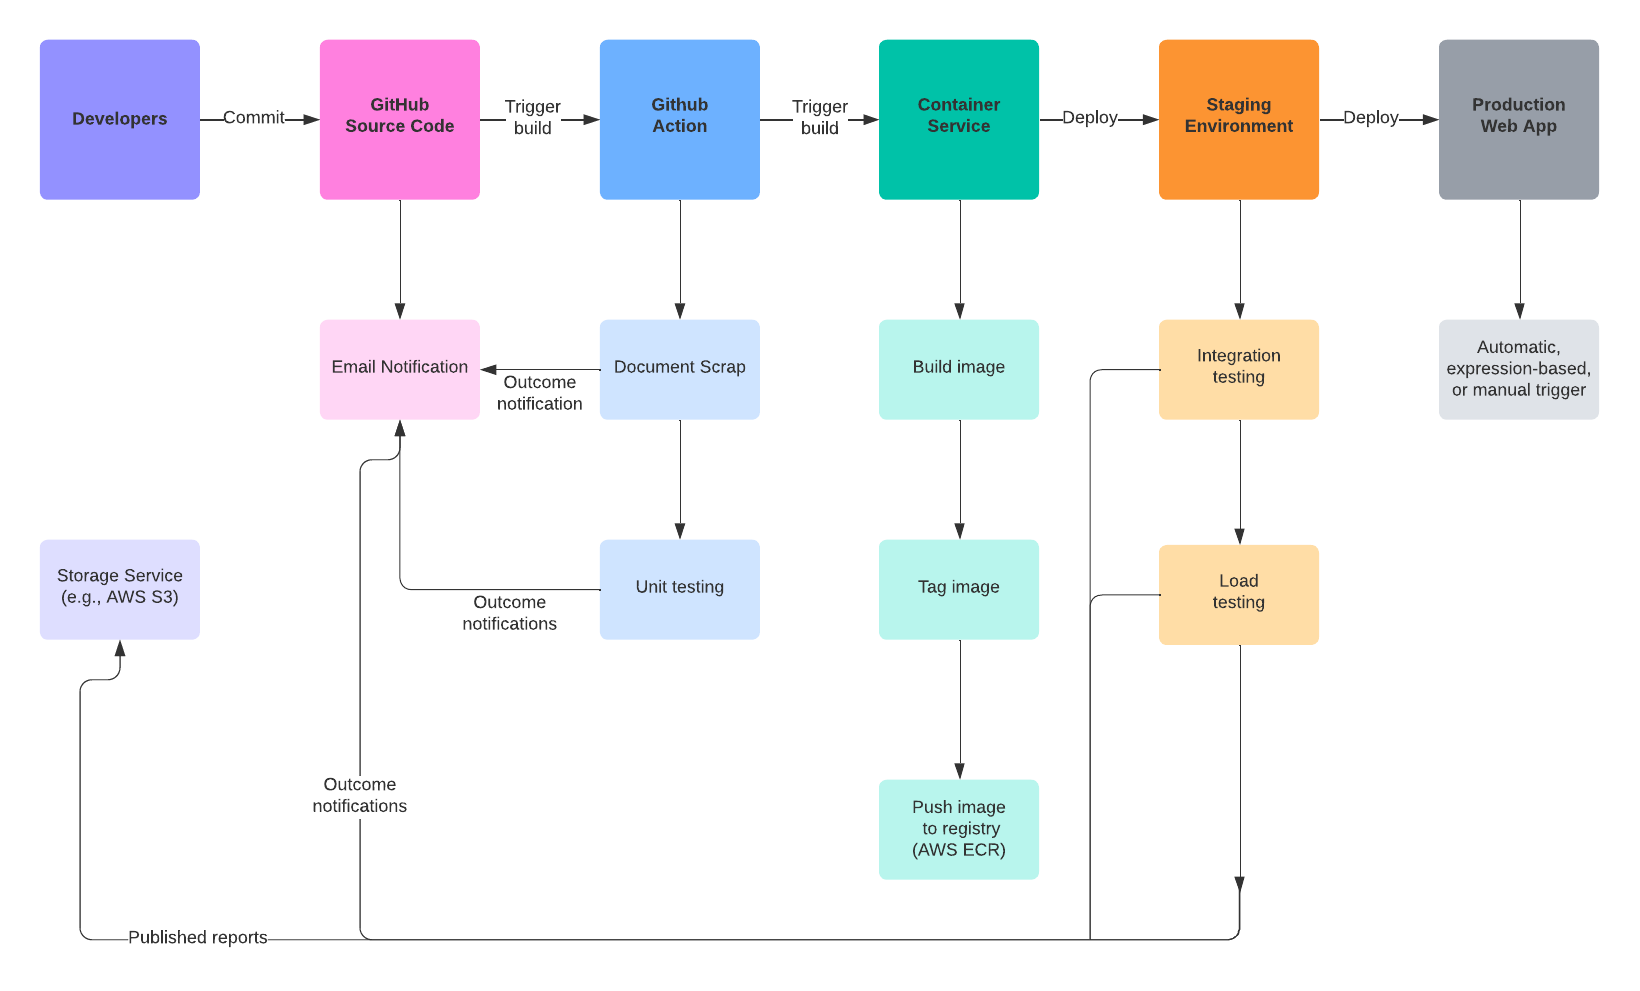 Developers
Commit
GitHub
Source Code
Trigger
build
Github
Action
Trigger
build
Container
Service
Deploy
Staging
Environment
Deploy
Production
Web App
Email Notification
Outcome
notification
Document Scrap
Build image
Integration
testing
Automatic,
expression-based,
or manual trigger
Storage Service
(e.g., AWS S3)
Outcome
notifications
Unit testing
Tag image
Load
testing
Outcome
notifications
Push image
to registry
(AWS ECR)
Published reports